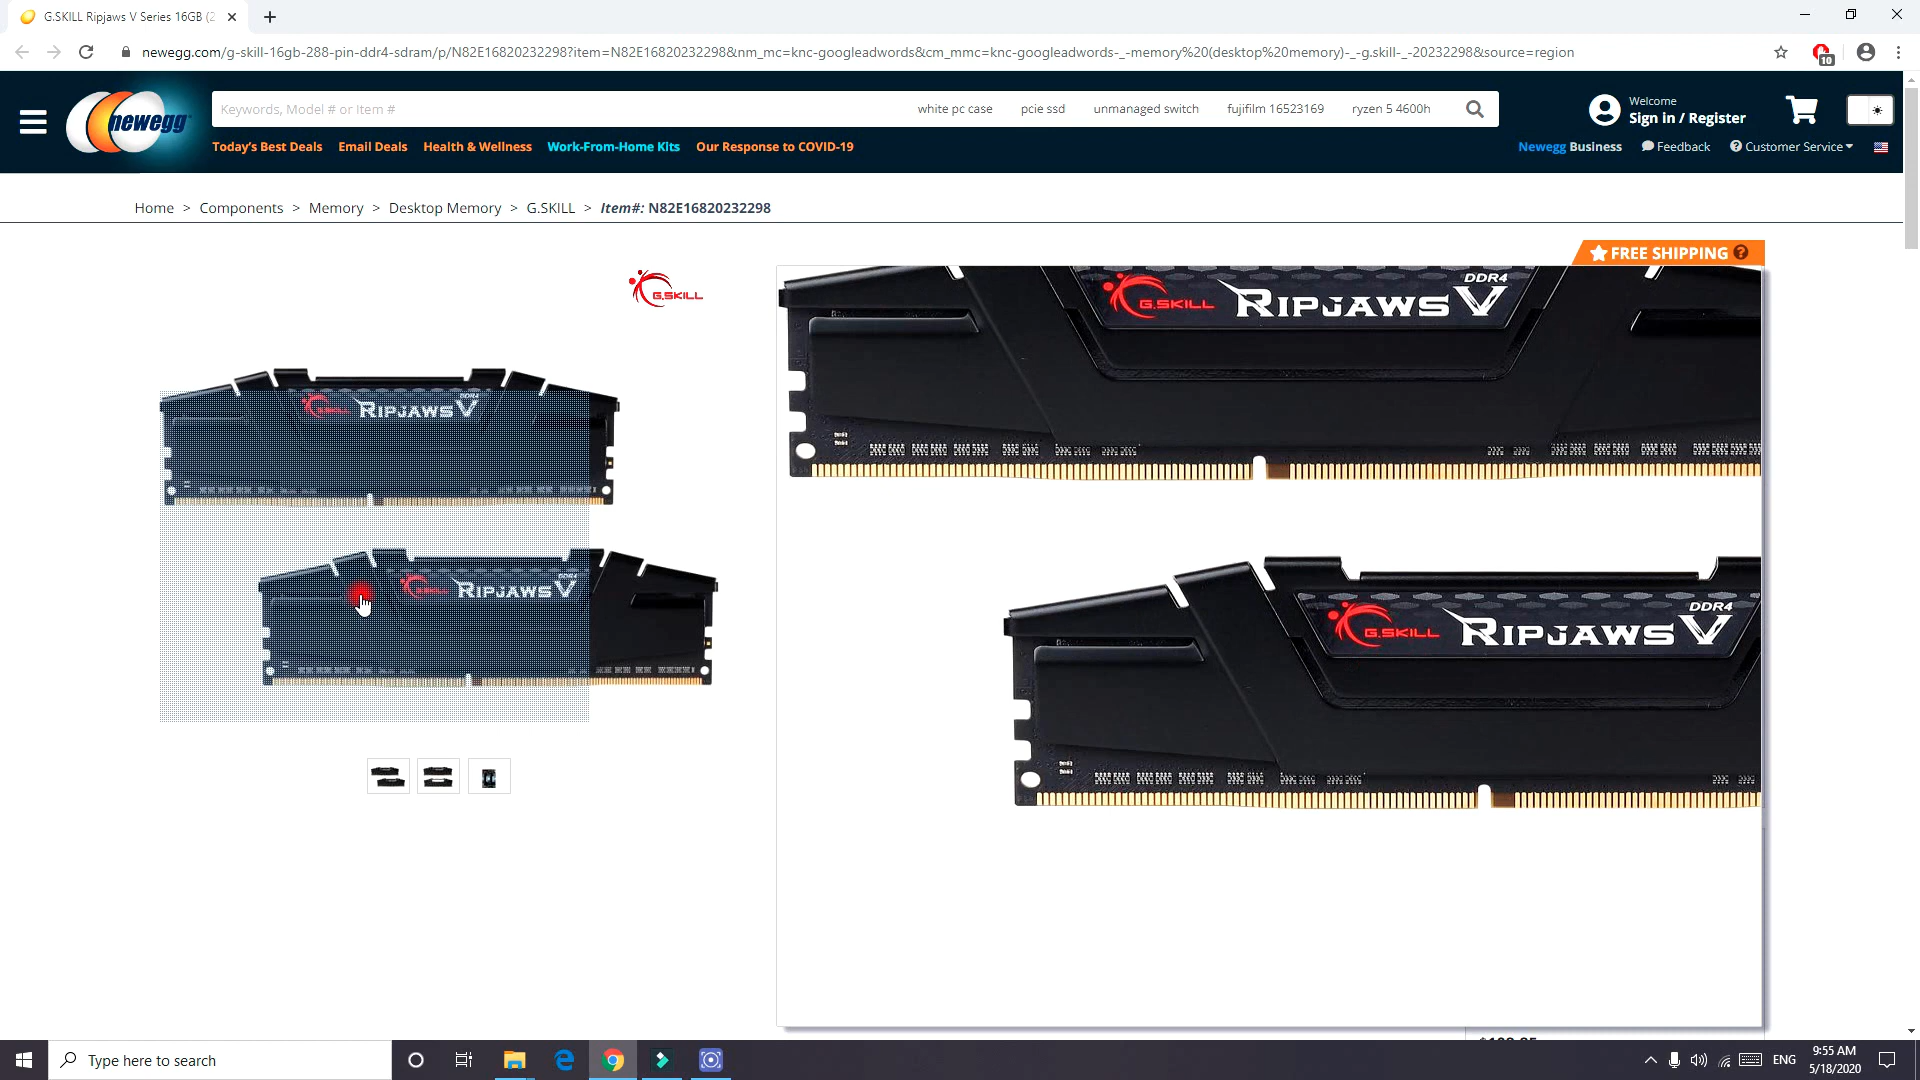 G.SKILL Ripjaws V Series 16GB (2
newegg.com/g-skill-16gb-288-pin-ddr4-sdram/p/N82E16820232298?item=N82E16820232298&nm_mc=knc-googleadwords&cm_mmc=knc-googleadwords-_-memory%20(desktop%20memory)-_-g.skill-_-20232298&source=region
10
newegg
Keywords, Model # or Item #
white pc case
pcie ssd
unmanaged switch
fujifilm 16523169
ryzen 5 4600h
Welcome
Sign in / Register
Today's Best Deals
Email Deals
Health & Wellness
Work-From-Home Kits
Our Response to COVID-19
Newegg Business
Feedback
Customer Service
Home > Components > Memory > Desktop Memory > G.SKILL > Item#: N82E16820232298
FREE SHIPPING ?
G.SKILL
DDR4
G.SKILL RIPJAWS V
DDR4
RIPJAWS V
DDR4
RIPJAWS V
DDR4
G.SKILL RIPJAWS V
Type here to search
ENG
9:55 AM
5/18/2020